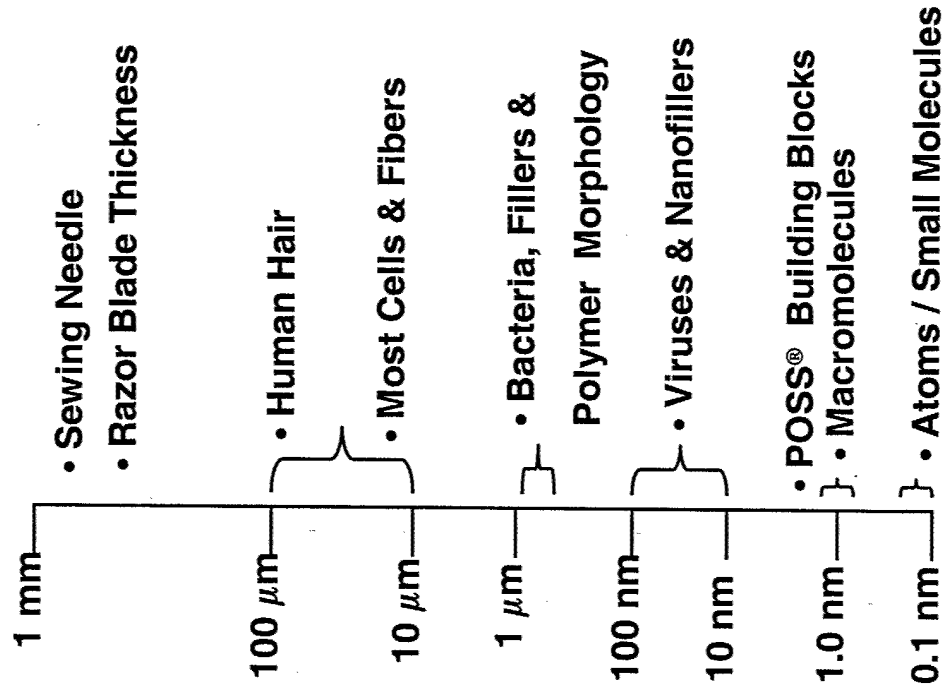 1 mm
• Sewing Needle
• Razor Blade Thickness
100 μm
• Human Hair
10 μm
• Most Cells & Fibers
1 μm
• Bacteria, Fillers &
Polymer Morphology
100 nm
• Viruses & Nanofillers
10 nm
• POSS® Building Blocks
1.0 nm
• Macromolecules
0.1 nm
• Atoms / Small Molecules